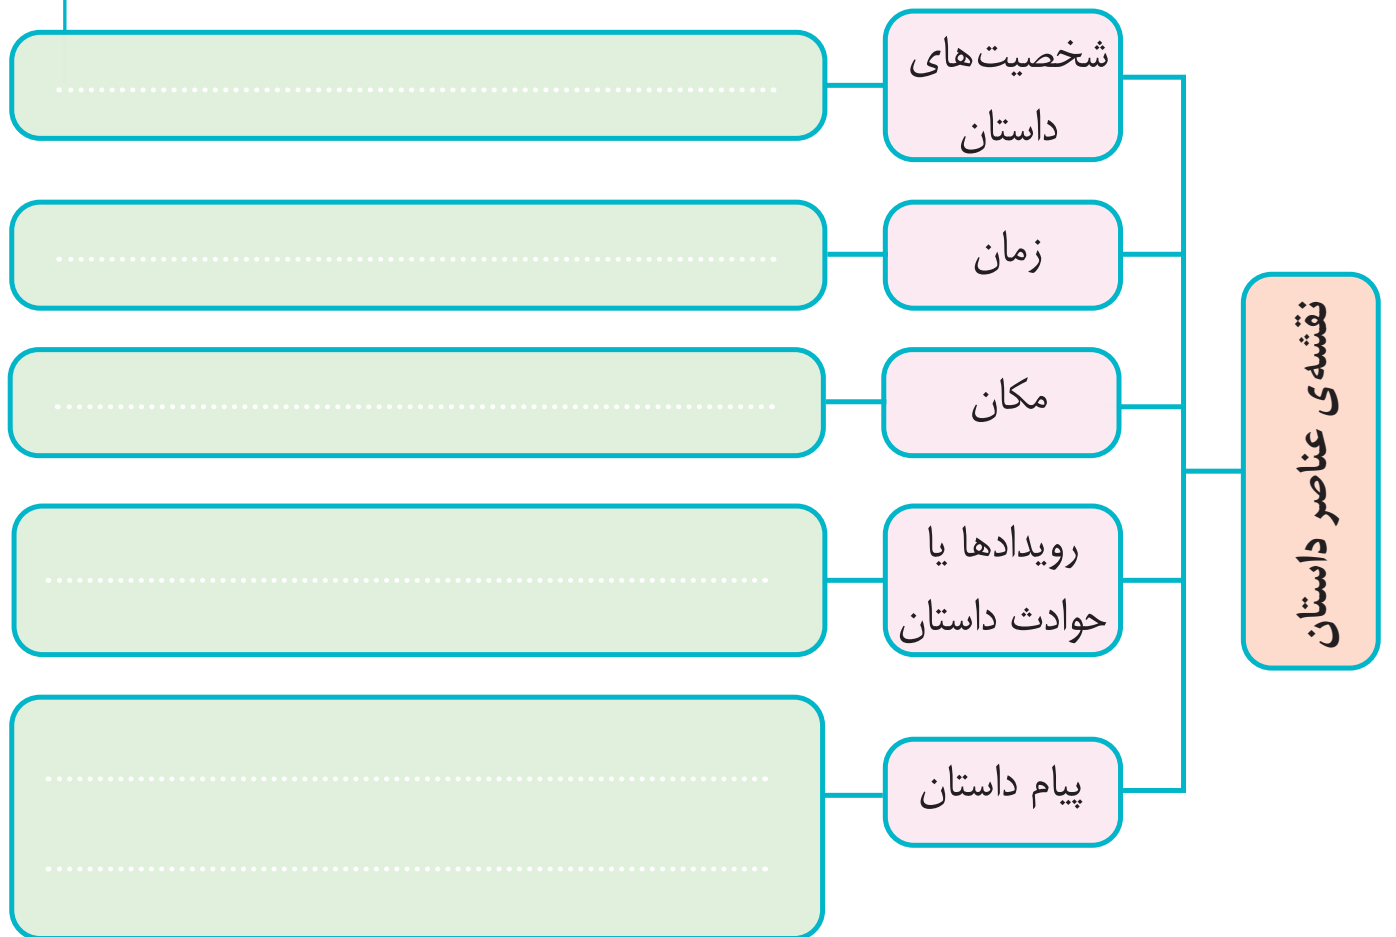 نقشه‌ی عناصر داستان
شخصیت‌های
داستان
زمان
مکان
رویدادها یا
حوادث داستان
پیام داستان